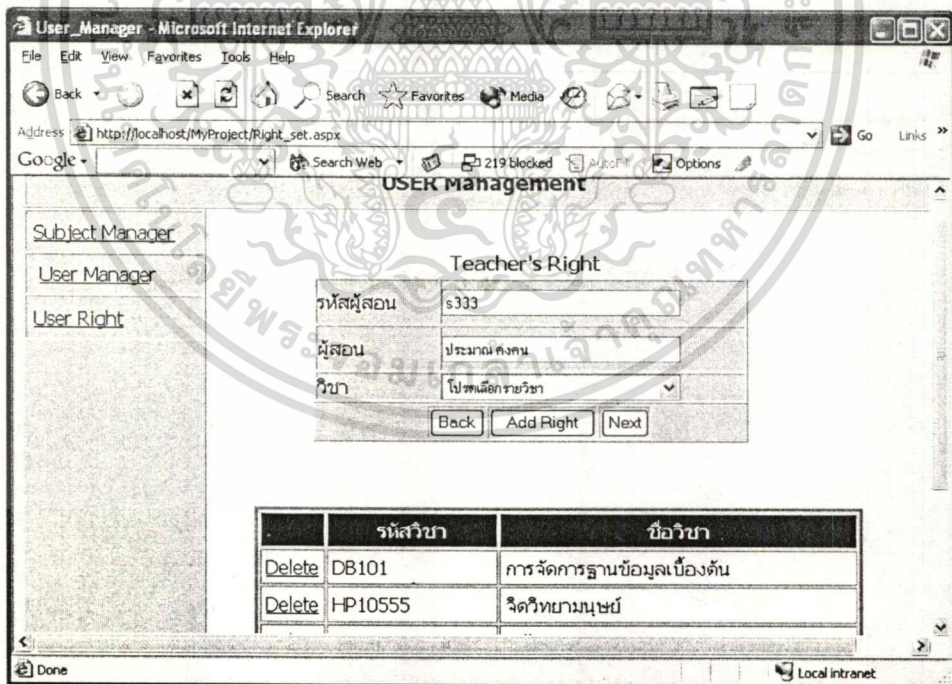 User_Manager - Microsoft Internet Explorer
File Edit View Favorites Tools Help
Back Search Favorites Media
Address http://localhost/MyProject/Right_set.aspx Go Links »
Google Search Web 219 blocked AutoFill Options
USER Management
Subject Manager
User Manager
User Right
Teacher's Right
รหัสผู้สอน s333
ผู้สอน ประมาณ คงคน
วิชา โปรดเลือกรายวิชา
Back Add Right Next
รหัสวิชา ชื่อวิชา
Delete DB101 การจัดการฐานข้อมูลเบื้องต้น
Delete HP10555 จิตวิทยามนุษย์
Done Local intranet